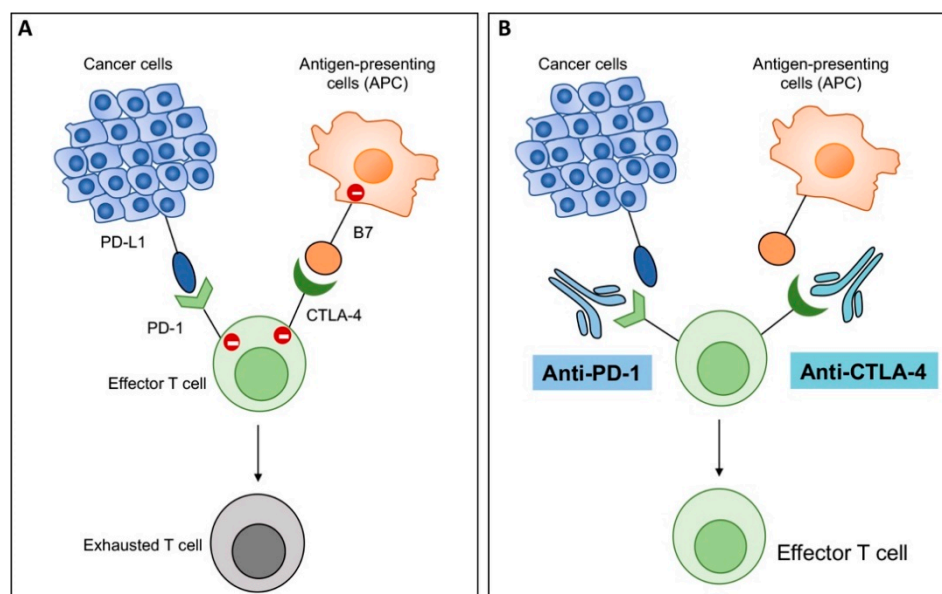 A
Cancer cells
Antigen-presenting
cells (APC)
PD-L1
B7
PD-1
CTLA-4
Effector T cell
Exhausted T cell
B
Cancer cells
Antigen-presenting
cells (APC)
Anti-PD-1
Anti-CTLA-4
Effector T cell